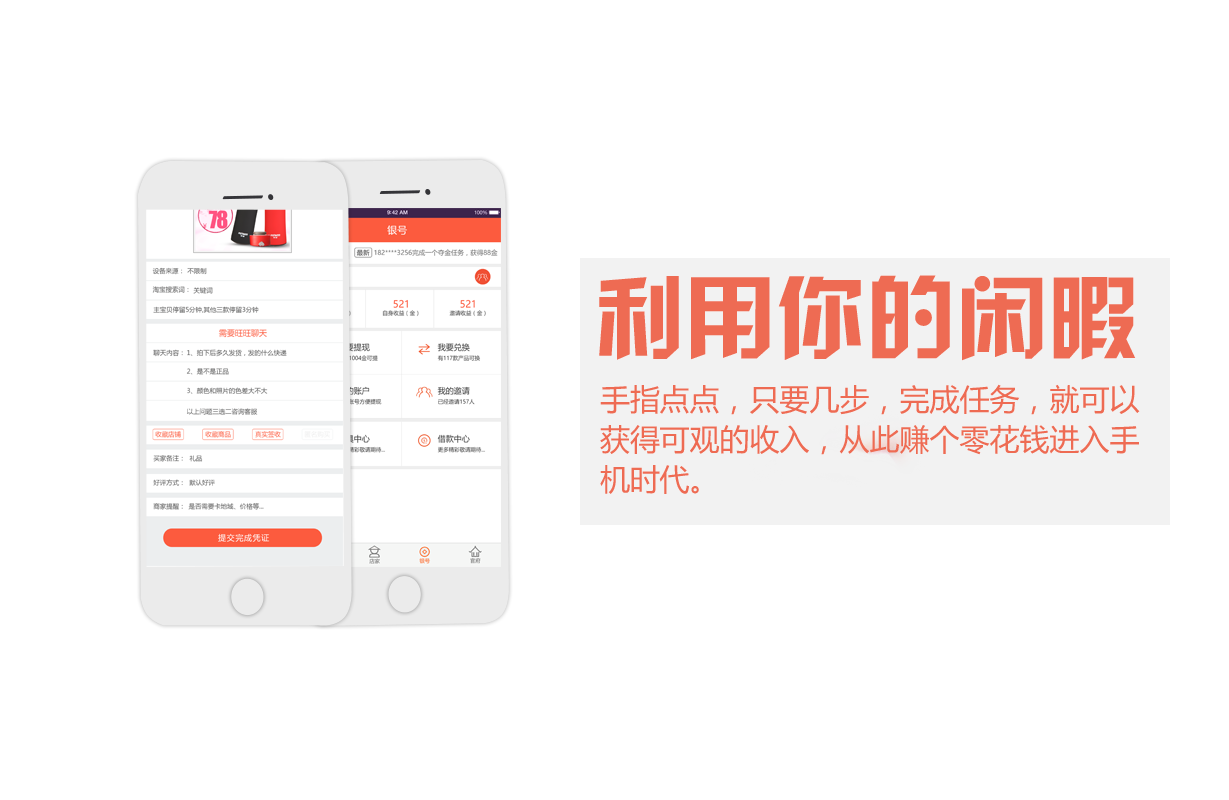 ¥78
设备来源： 不限制
淘宝搜索词： 关键词
主宝贝停留5分钟,其他三款停留3分钟
需要旺旺聊天
聊天内容： 1、拍下后多久发货，发的什么快递
2、是不是正品
3、颜色和照片的色差大不大
以上问题三选二咨询客服
收藏店铺 收藏商品 真实签收
买家备注： 礼品
好评方式： 默认好评
商家提醒： 是否需要卡地域、价格等...
提交完成凭证
9:42 AM 100%
银号
最新 182****3256完成一个夺金任务，获得88金
521 521
） 自身收益（金） 邀请收益（金）
要提现 我要兑换
1004金可提 有117款产品可换
的账户 我的邀请
账号方便提现 已经邀请157人
中心 借款中心
精彩敬请期待... 更多精彩敬请期待...
店家 银号 官府
利用你的闲暇
手指点点，只要几步，完成任务，就可以
获得可观的收入，从此赚个零花钱进入手
机时代。